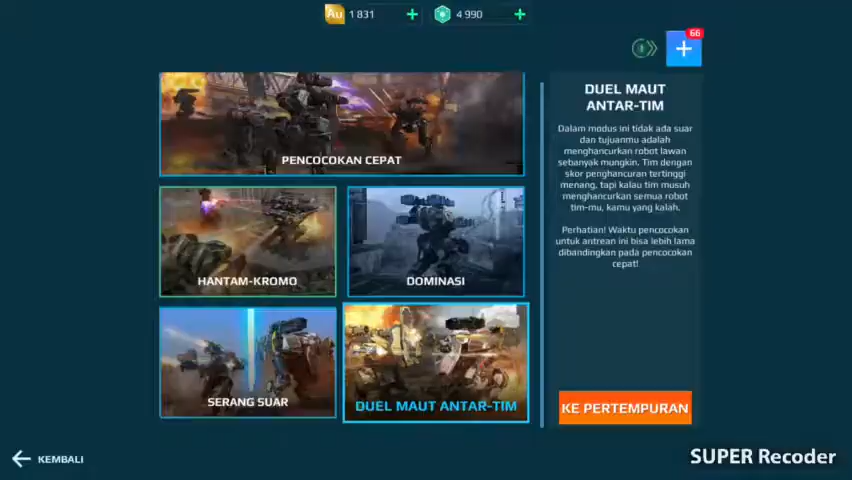 Au 1 831 + 4 990 +
66
+
PENCOCOKAN CEPAT
HANTAM-KROMO
DOMINASI
SERANG SUAR
DUEL MAUT ANTAR-TIM
DUEL MAUT
ANTAR-TIM
Dalam modus ini tidak ada suar
dan tujuanmu adalah
menghancurkan robot lawan
sebanyak mungkin. Tim dengan
skor penghancuran tertinggi
menang, tapi kalau tim musuh
menghancurkan semua robot
tim-mu, kamu yang kalah.
Perhatian! Waktu pencocokan
untuk antrean ini bisa lebih lama
dibandingkan pada pencocokan
cepat!
KE PERTEMPURAN
KEMBALI
SUPER Recoder